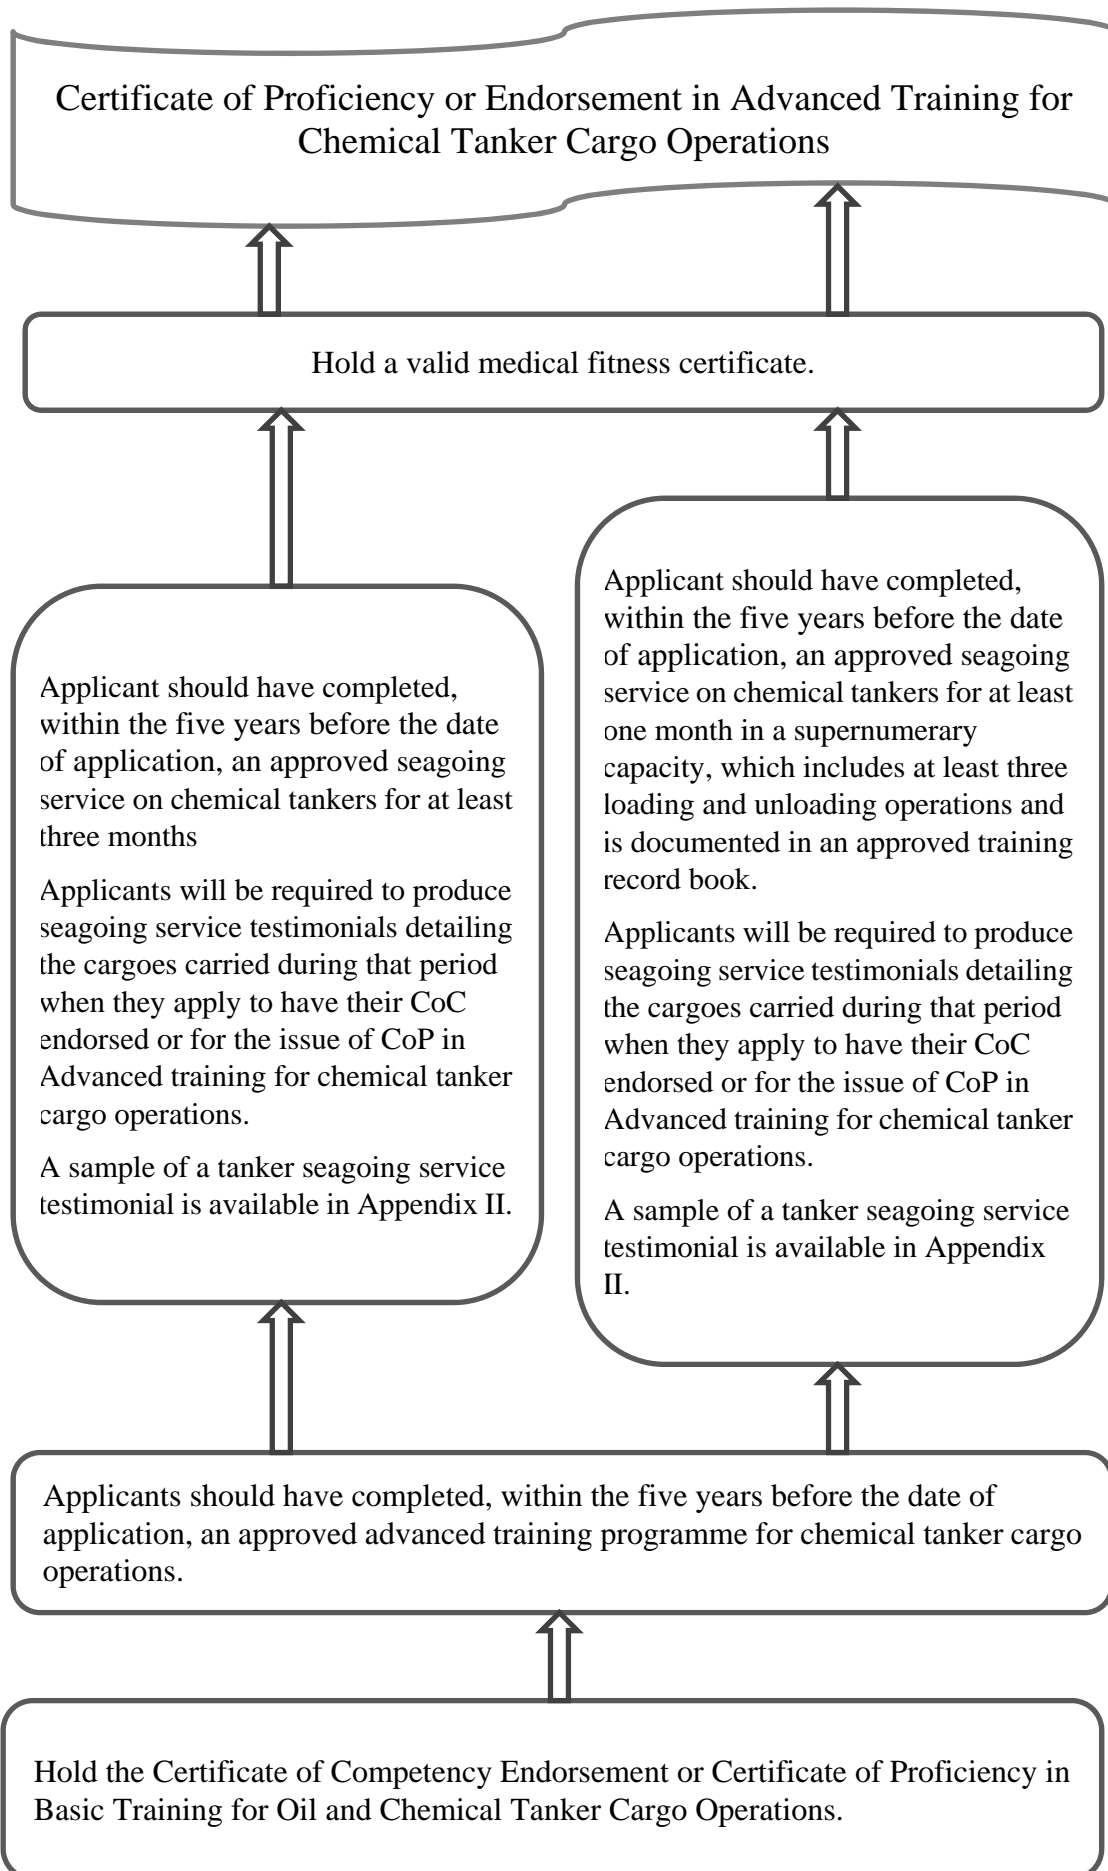 Certificate of Proficiency or Endorsement in Advanced Training for
Chemical Tanker Cargo Operations
Hold a valid medical fitness certificate.
Applicant should have completed,
within the five years before the date
of application, an approved seagoing
service on chemical tankers for at least
three months
Applicants will be required to produce
seagoing service testimonials detailing
the cargoes carried during that period
when they apply to have their CoC
endorsed or for the issue of CoP in
Advanced training for chemical tanker
cargo operations.
A sample of a tanker seagoing service
testimonial is available in Appendix II.
Applicant should have completed,
within the five years before the date
of application, an approved seagoing
service on chemical tankers for at least
one month in a supernumerary
capacity, which includes at least three
loading and unloading operations and
is documented in an approved training
record book.
Applicants will be required to produce
seagoing service testimonials detailing
the cargoes carried during that period
when they apply to have their CoC
endorsed or for the issue of CoP in
Advanced training for chemical tanker
cargo operations.
A sample of a tanker seagoing service
testimonial is available in Appendix
II.
Applicants should have completed, within the five years before the date of
application, an approved advanced training programme for chemical tanker cargo
operations.
Hold the Certificate of Competency Endorsement or Certificate of Proficiency in
Basic Training for Oil and Chemical Tanker Cargo Operations.